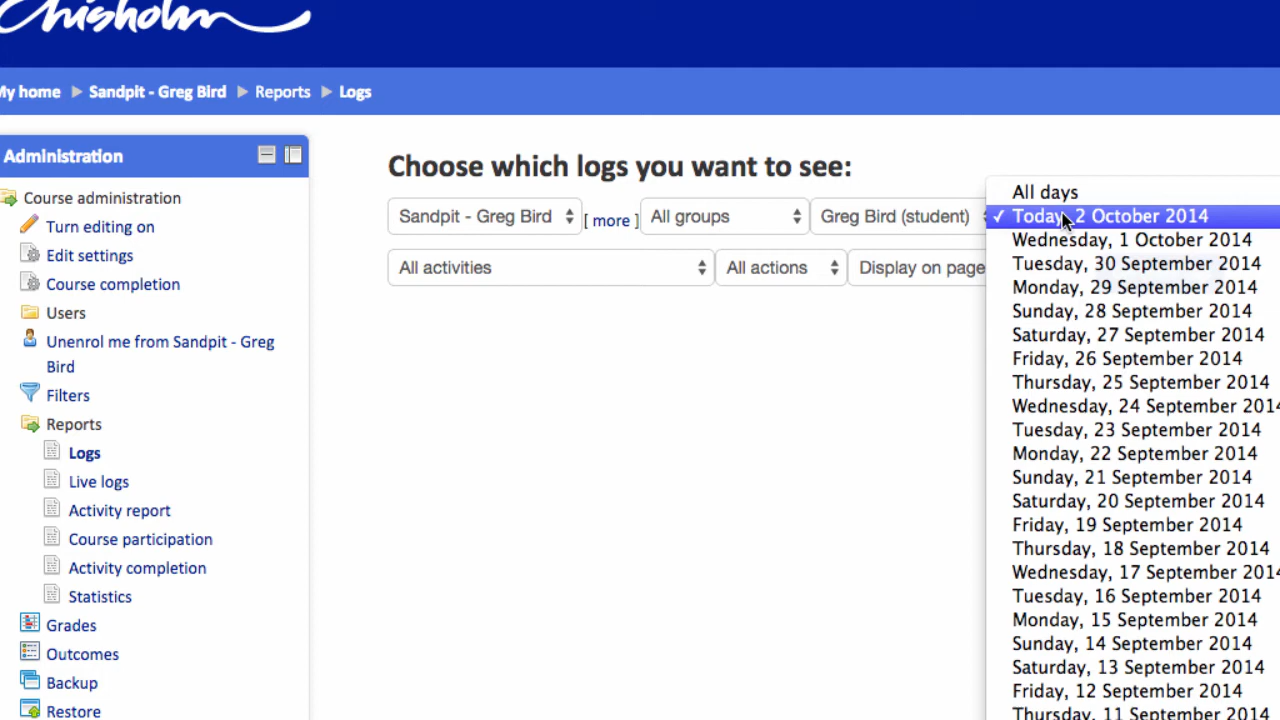 Chisholm
My home ▶ Sandpit - Greg Bird ▶ Reports ▶ Logs
Administration
Course administration
Turn editing on
Edit settings
Course completion
Users
Unenrol me from Sandpit - Greg
Bird
Filters
Reports
Logs
Live logs
Activity report
Course participation
Activity completion
Statistics
Grades
Outcomes
Backup
Restore
Choose which logs you want to see:
Sandpit - Greg Bird [ more ] All groups Greg Bird (student)
All activities All actions Display on page
All days
✓ Today, 2 October 2014
Wednesday, 1 October 2014
Tuesday, 30 September 2014
Monday, 29 September 2014
Sunday, 28 September 2014
Saturday, 27 September 2014
Friday, 26 September 2014
Thursday, 25 September 2014
Wednesday, 24 September 2014
Tuesday, 23 September 2014
Monday, 22 September 2014
Sunday, 21 September 2014
Saturday, 20 September 2014
Friday, 19 September 2014
Thursday, 18 September 2014
Wednesday, 17 September 2014
Tuesday, 16 September 2014
Monday, 15 September 2014
Sunday, 14 September 2014
Saturday, 13 September 2014
Friday, 12 September 2014
Thursday, 11 September 2014